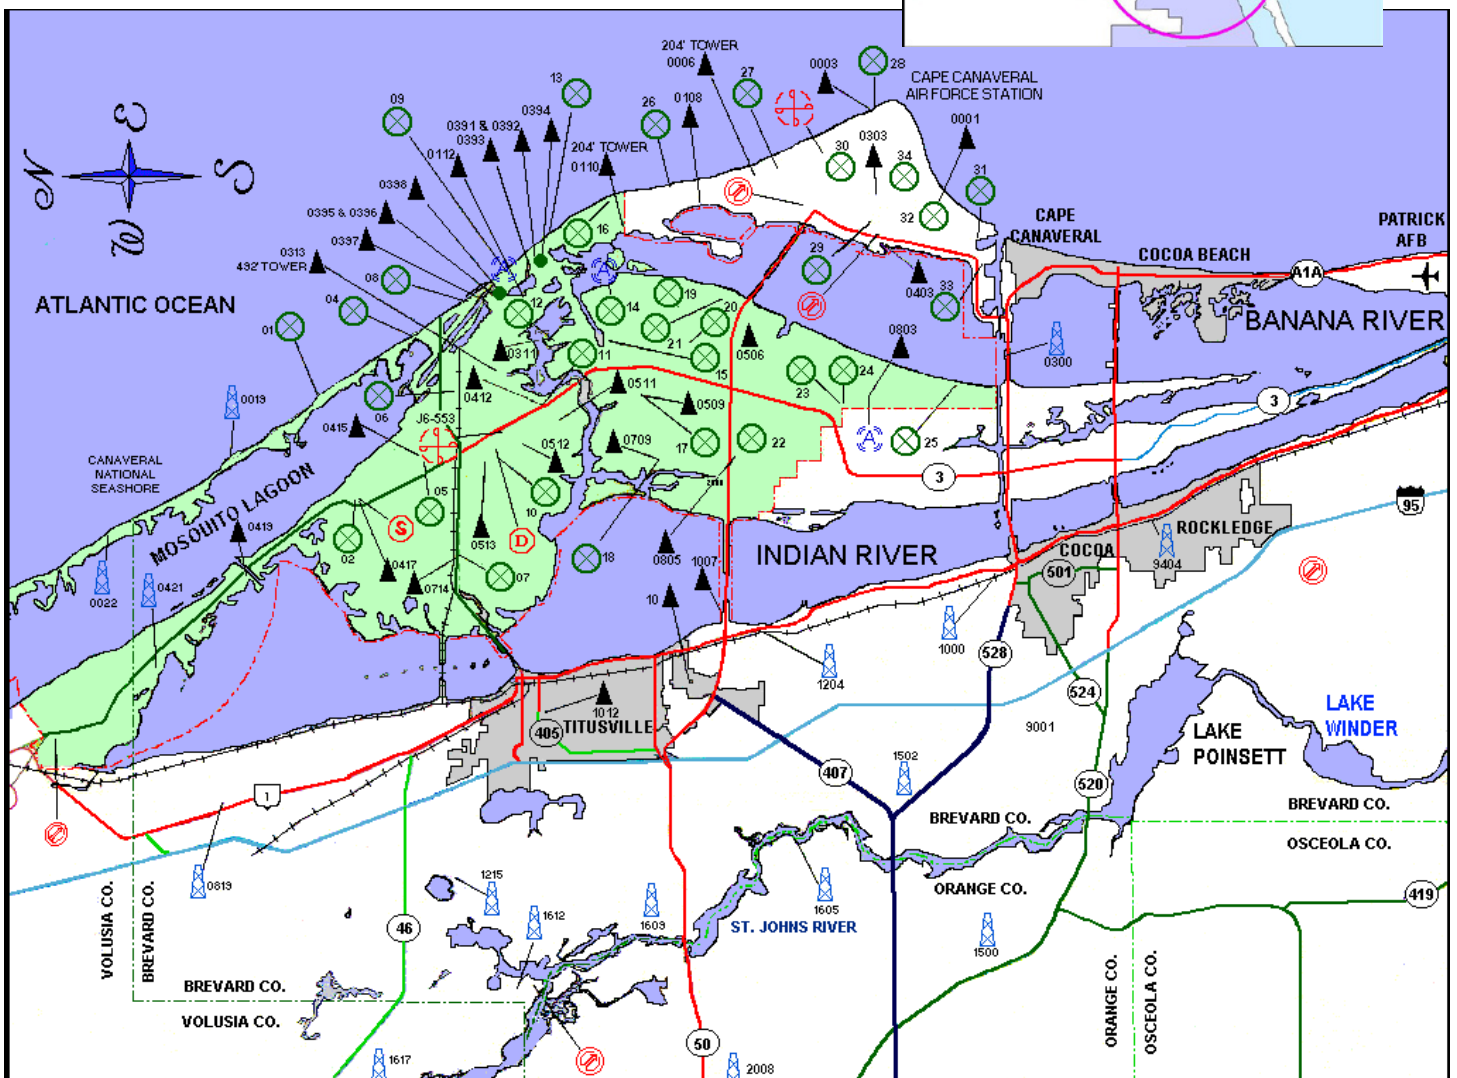 204' TOWER
0006
27
0003
28
CAPE CANAVERAL
AIR FORCE STATION
13
09
26
0108
0394
0391 & 0392
0393
0112
204' TOWER
0110
0001
0303
30
34
31
0398
0395 & 0396
0397
0313
492' TOWER
08
04
01
16
32
29
CAPE
CANAVERAL
COCOA BEACH
PATRICK
AFB
A1A
N
E
S
W
ATLANTIC OCEAN
A
A
12
14
19
20
21
11
15
0311
0412
0511
0509
0506
0403
33
0803
0300
BANANA RIVER
0019
06
J6-553
0415
23
24
A
25
3
3
CANAVERAL
NATIONAL
SEASHORE
MOSQUITO LAGOON
0419
05
02
S
0512
0709
17
22
10
0513
D
07
18
0805
1007
10
INDIAN RIVER
95
ROCKLEDGE
COCOA
501
9404
0022
0421
0417
0714
1000
528
1204
524
9001
1012
405
TITUSVILLE
407
1502
LAKE
POINSETT
LAKE
WINDER
520
BREVARD CO.
BREVARD CO.
OSCEOLA CO.
1
0819
1215
1612
1609
1605
ORANGE CO.
419
ST. JOHNS RIVER
1500
46
VOLUSIA CO.
BREVARD CO.
BREVARD CO.
VOLUSIA CO.
ORANGE CO.
OSCEOLA CO.
50
1617
2008